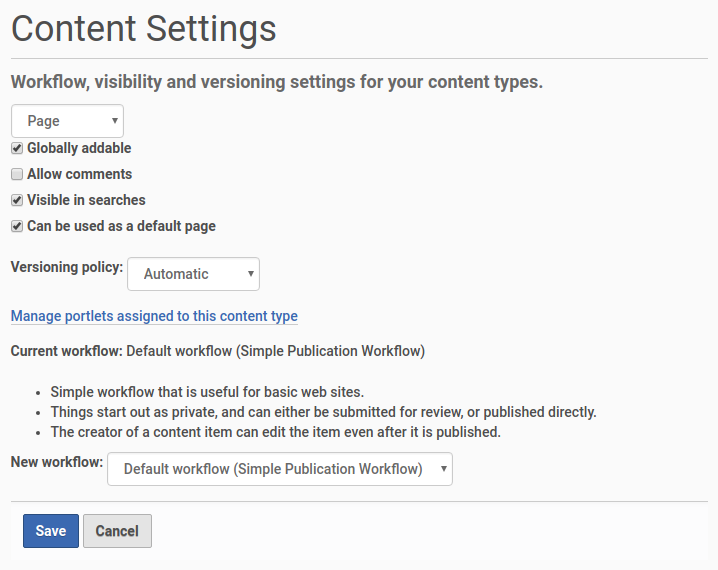 Content Settings
Workflow, visibility and versioning settings for your content types.
Page
Globally addable
Allow comments
Visible in searches
Can be used as a default page
Versioning policy: Automatic
Manage portlets assigned to this content type
Current workflow: Default workflow (Simple Publication Workflow)
Simple workflow that is useful for basic web sites.
Things start out as private, and can either be submitted for review, or published directly.
The creator of a content item can edit the item even after it is published.
New workflow: Default workflow (Simple Publication Workflow)
Save Cancel